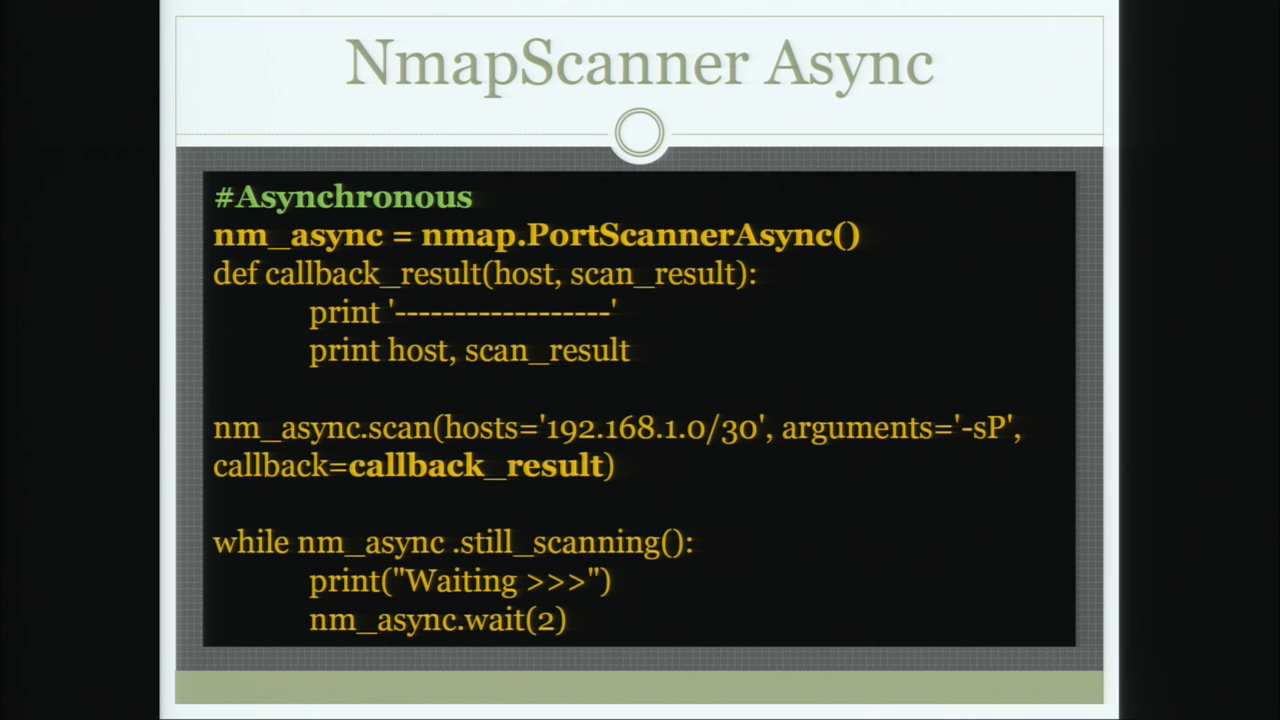 NmapScanner Async
#Asynchronous
nm_async = nmap.PortScannerAsync()
def callback_result(host, scan_result):
print '------------------'
print host, scan_result
nm_async.scan(hosts='192.168.1.0/30', arguments='-sP',
callback=callback_result)
while nm_async .still_scanning():
print("Waiting >>>")
nm_async.wait(2)